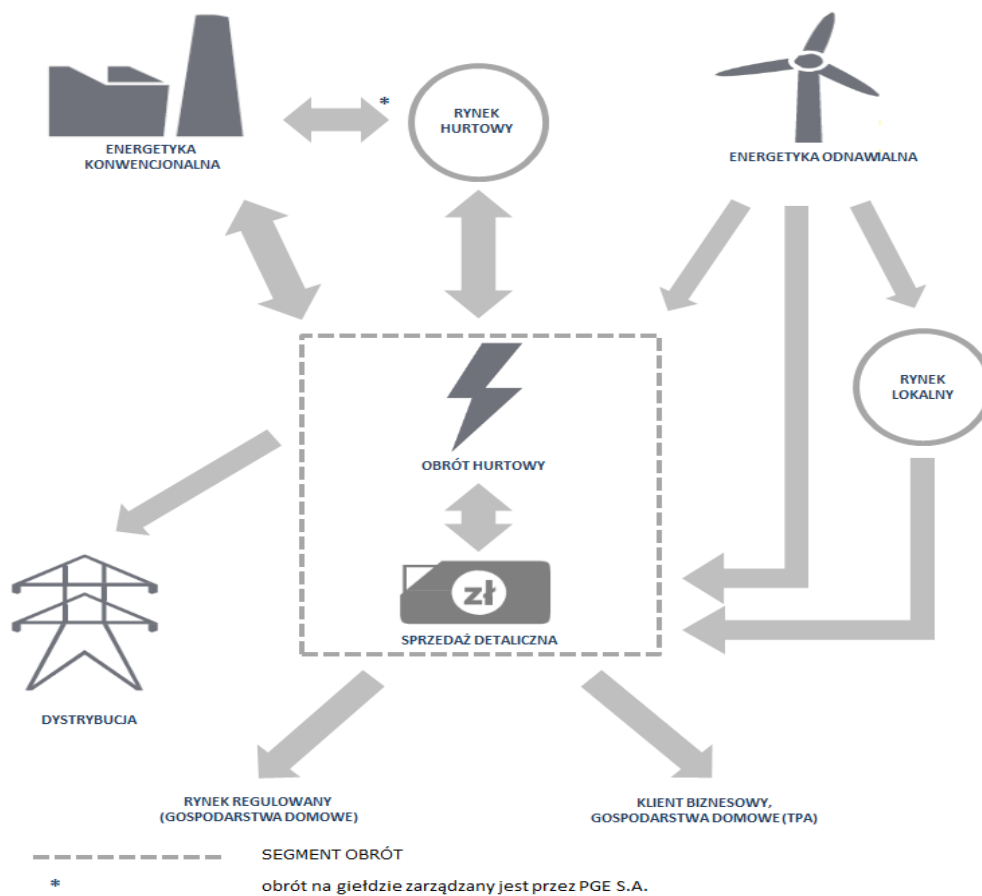 ENERGETYKA
KONWENCJONALNA
*
RYNEK
HURTOWY
ENERGETYKA ODNAWIALNA
RYNEK
LOKALNY
OBRÓT HURTOWY
zł
SPRZEDAŻ DETALICZNA
DYSTRYBUCJA
RYNEK REGULOWANY
(GOSPODARSTWA DOMOWE)
KLIENT BIZNESOWY,
GOSPODARSTWA DOMOWE (TPA)
SEGMENT OBRÓT
* obrót na giełdzie zarządzany jest przez PGE S.A.